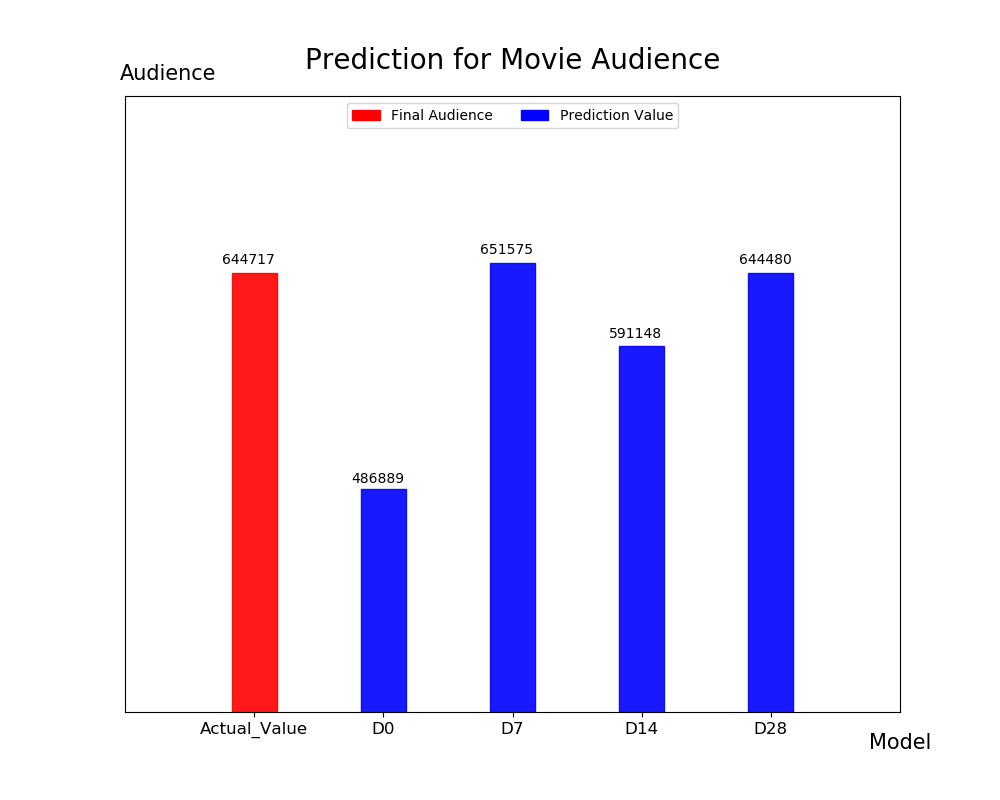 Prediction for Movie Audience
Audience
Final Audience
Prediction Value
651575
644717
644480
591148
486889
Actual_Value
D0
D7
D14
D28
Model